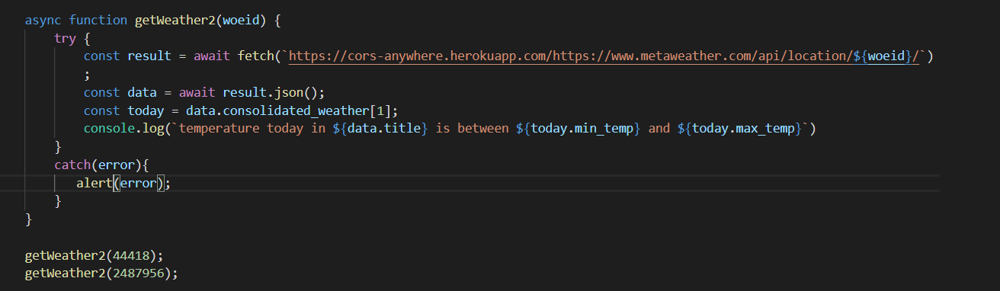 async function getWeather2(woeid) {
    try {
        const result = await fetch(`https://cors-anywhere.herokuapp.com/https://www.metaweather.com/api/location/${woeid}/`)
        ;
        const data = await result.json();
        const today = data.consolidated_weather[1];
        console.log(`temperature today in ${data.title} is between ${today.min_temp} and ${today.max_temp}`)
    }
    catch(error){
       alert(error);
    }
}

getWeather2(44418);
getWeather2(2487956);